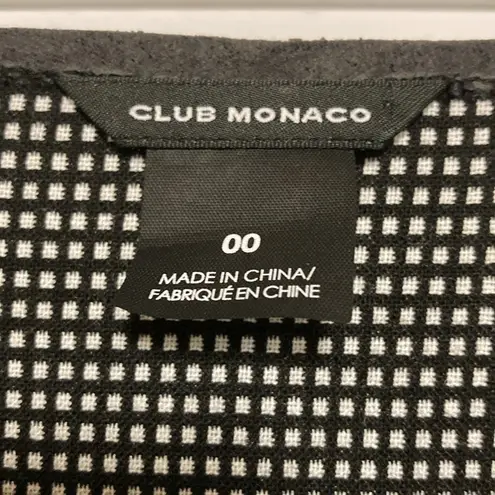 CLUB MONACO
00
MADE IN CHINA/
FABRIQUÉ EN CHINE